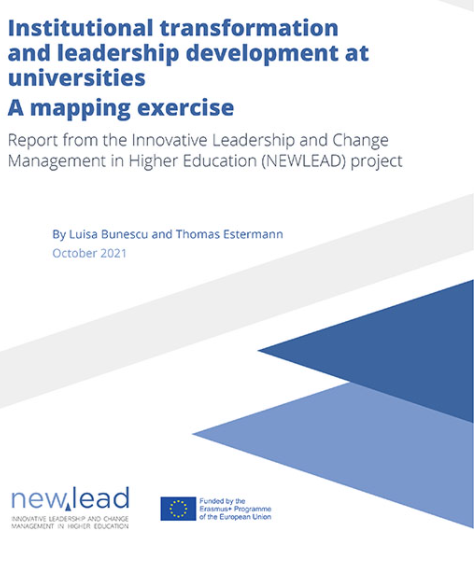 Institutional transformation
and leadership development at
universities
A mapping exercise
Report from the Innovative Leadership and Change
Management in Higher Education (NEWLEAD) project
By Luisa Bunescu and Thomas Estermann
October 2021
new lead
INNOVATIVE LEADERSHIP AND CHANGE
MANAGEMENT IN HIGHER EDUCATION
Funded by the
Erasmus+ Programme
of the European Union